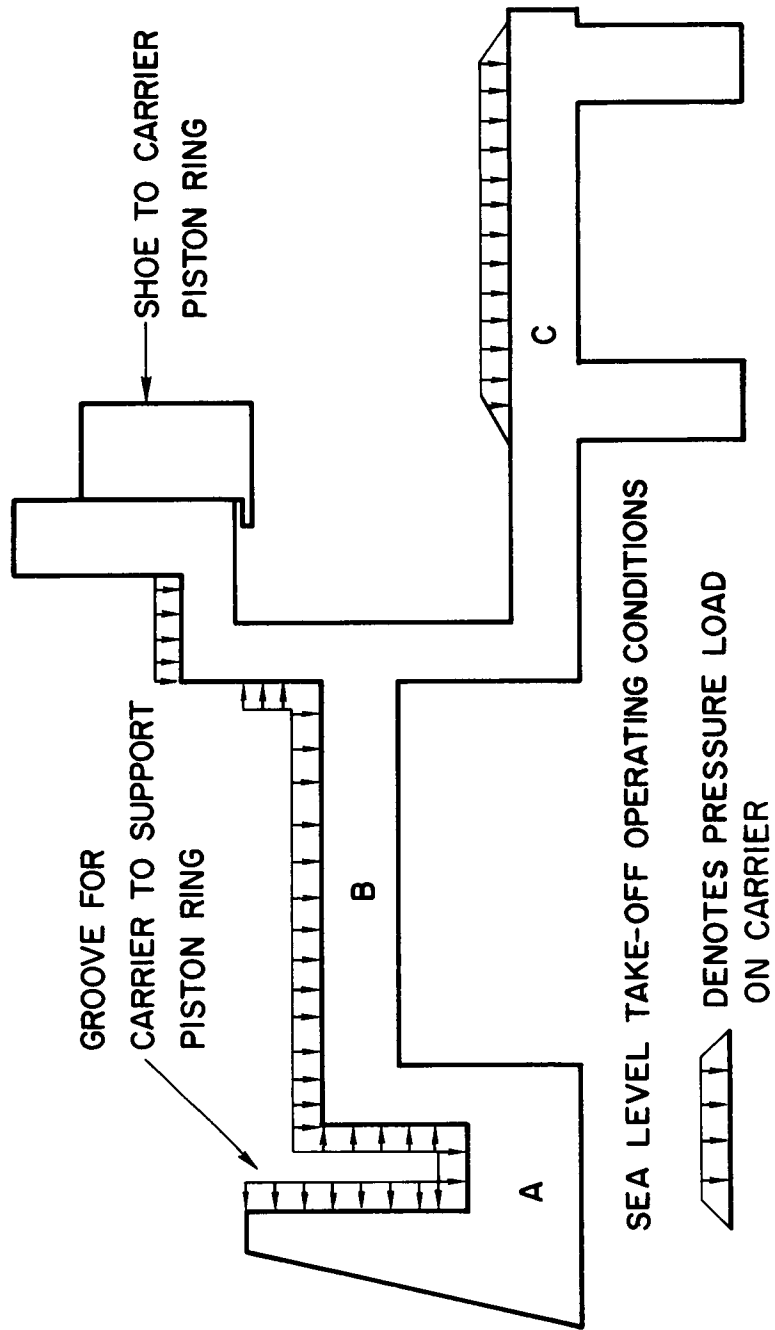 GROOVE FOR
CARRIER TO SUPPORT
PISTON RING
SHOE TO CARRIER
PISTON RING
A
B
C
SEA LEVEL TAKE-OFF OPERATING CONDITIONS
DENOTES PRESSURE LOAD
ON CARRIER